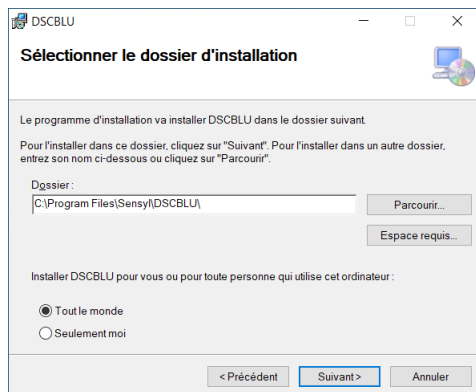 DSCBLU
Sélectionner le dossier d'installation
Le programme d'installation va installer DSCBLU dans le dossier suivant.
Pour l'installer dans ce dossier, cliquez sur "Suivant". Pour l'installer dans un autre dossier,
entrez son nom ci-dessous ou cliquez sur "Parcourir".
Dossier :
C:\Program Files\Sensyl\DSCBLU\
Parcourir...
Espace requis...
Installer DSCBLU pour vous ou pour toute personne qui utilise cet ordinateur :
Tout le monde
Seulement moi
< Précédent
Suivant >
Annuler